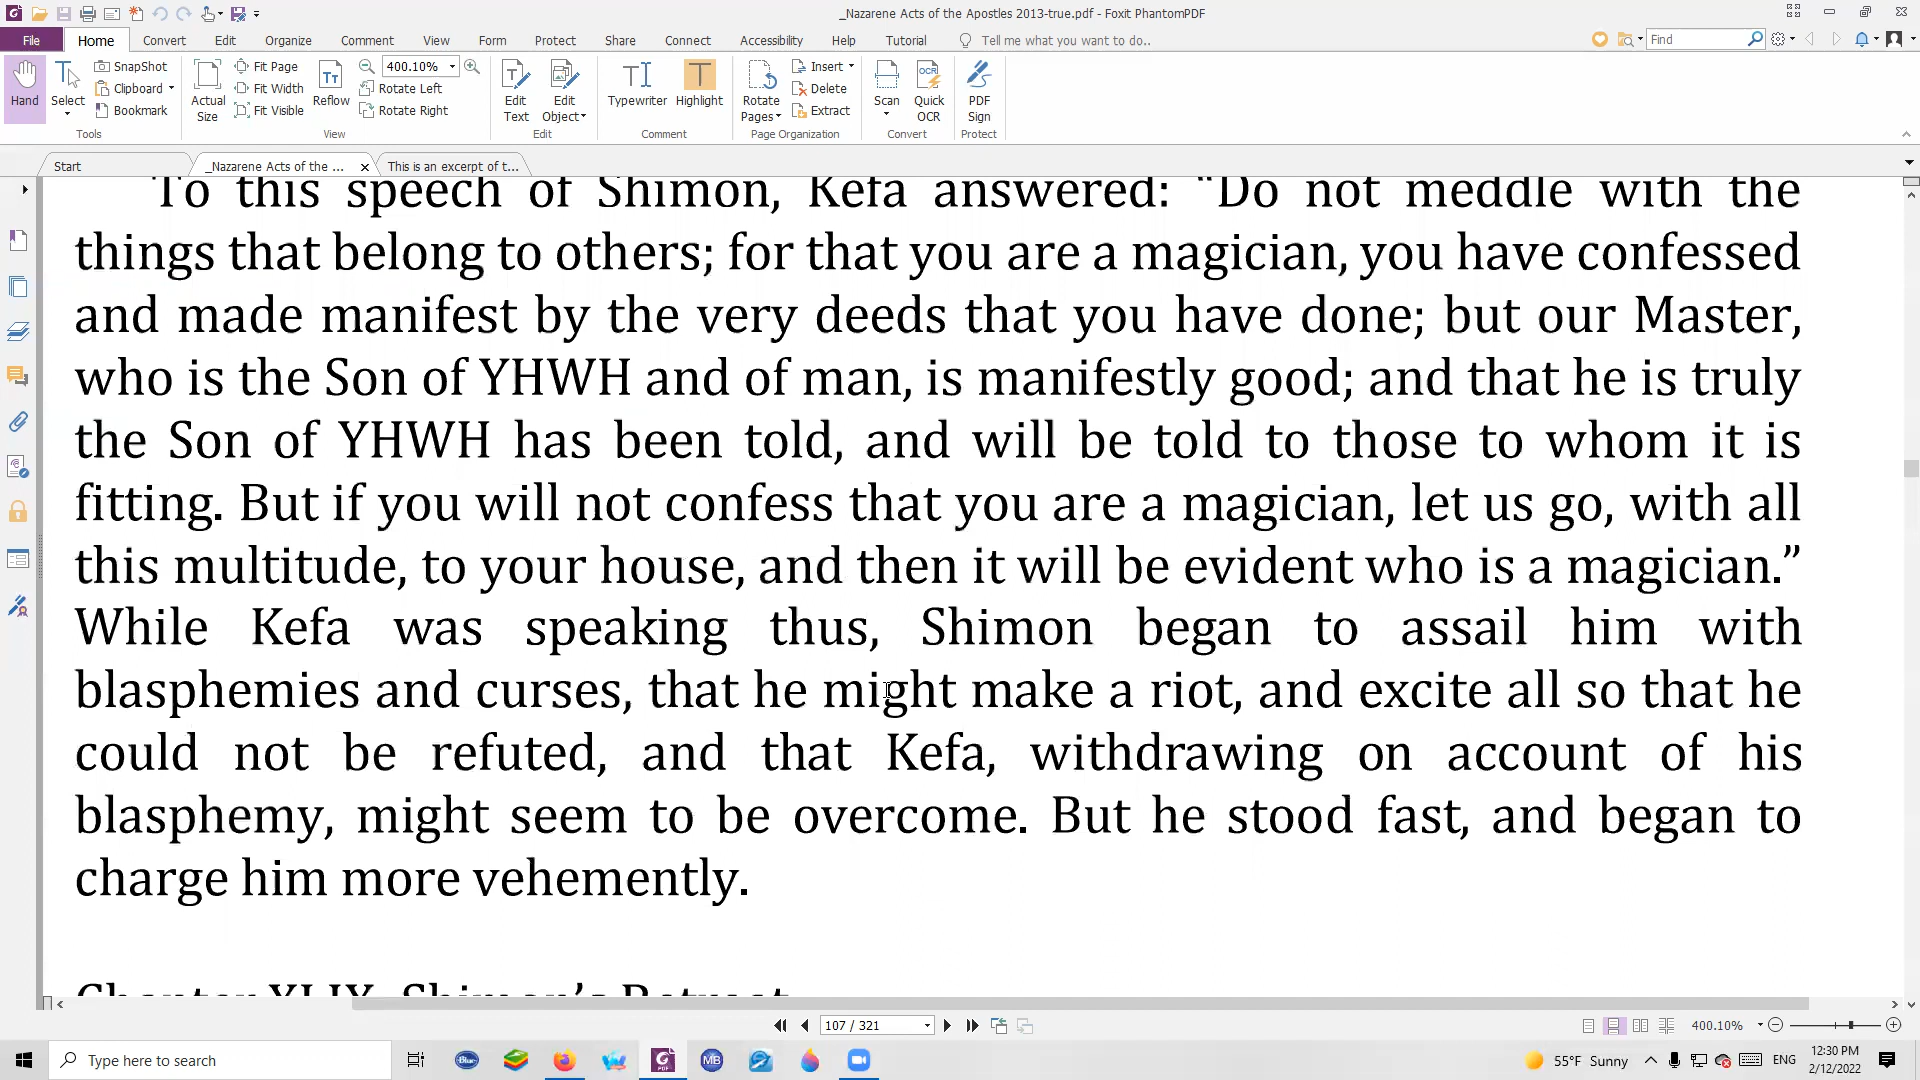 _Nazarene Acts of the Apostles 2013-true.pdf - Foxit PhantomPDF
File Home Convert Edit Organize Comment View Form Protect Share Connect Accessibility Help Tutorial Tell me what you want to do.. Find
SnapShot Fit Page 400.10% Insert
Clipboard Fit Width Rotate Left Delete
Bookmark Fit Visible Rotate Right Extract
Hand Select Actual Size Reflow Edit Text Edit Object Typewriter Highlight Rotate Pages Scan Quick OCR PDF Sign
Tools View Edit Comment Page Organization Convert Protect
Start _Nazarene Acts of the ... This is an excerpt of t...
To this speech of Shimon, Kefa answered: “Do not meddle with the
things that belong to others; for that you are a magician, you have confessed
and made manifest by the very deeds that you have done; but our Master,
who is the Son of YHWH and of man, is manifestly good; and that he is truly
the Son of YHWH has been told, and will be told to those to whom it is
fitting. But if you will not confess that you are a magician, let us go, with all
this multitude, to your house, and then it will be evident who is a magician.”
While Kefa was speaking thus, Shimon began to assail him with
blasphemies and curses, that he might make a riot, and excite all so that he
could not be refuted, and that Kefa, withdrawing on account of his
blasphemy, might seem to be overcome. But he stood fast, and began to
charge him more vehemently.
Chapter XLIX. Shimon’s Retreat
107 / 321 400.10%
Type here to search 55°F Sunny ENG 12:30 PM
2/12/2022